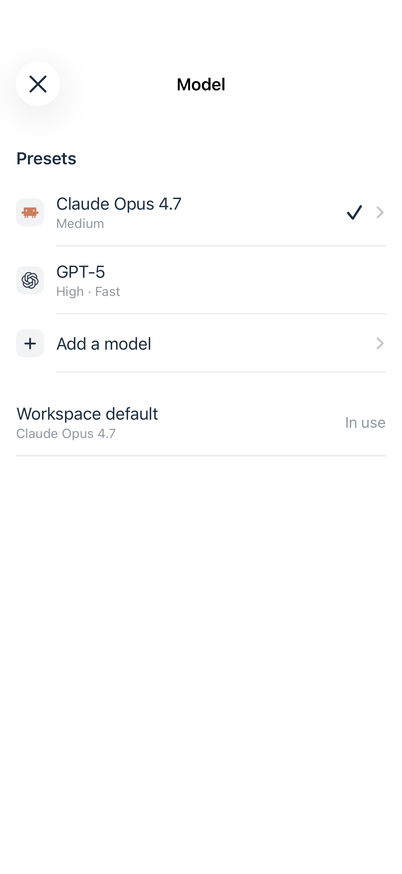 Model
Presets
Claude Opus 4.7
Medium
GPT-5
High · Fast
Add a model
Workspace default
Claude Opus 4.7
In use